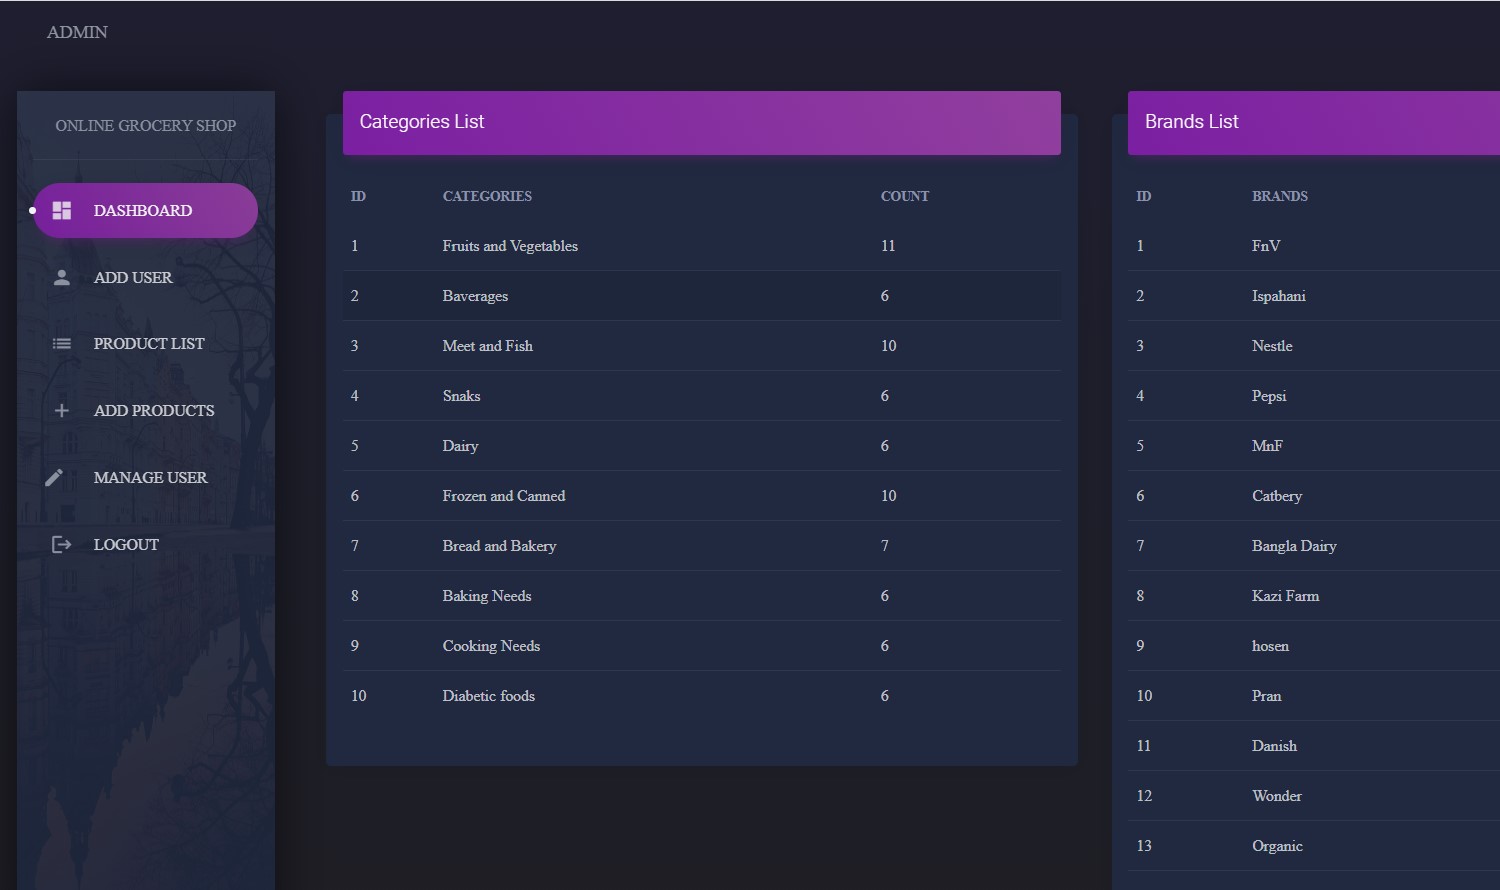 ADMIN
ONLINE GROCERY SHOP
DASHBOARD
ADD USER
PRODUCT LIST
ADD PRODUCTS
MANAGE USER
LOGOUT
Categories List
ID CATEGORIES COUNT
1 Fruits and Vegetables 11
2 Baverages 6
3 Meet and Fish 10
4 Snaks 6
5 Dairy 6
6 Frozen and Canned 10
7 Bread and Bakery 7
8 Baking Needs 6
9 Cooking Needs 6
10 Diabetic foods 6
Brands List
ID BRANDS
1 FnV
2 Ispahani
3 Nestle
4 Pepsi
5 MnF
6 Catbery
7 Bangla Dairy
8 Kazi Farm
9 hosen
10 Pran
11 Danish
12 Wonder
13 Organic